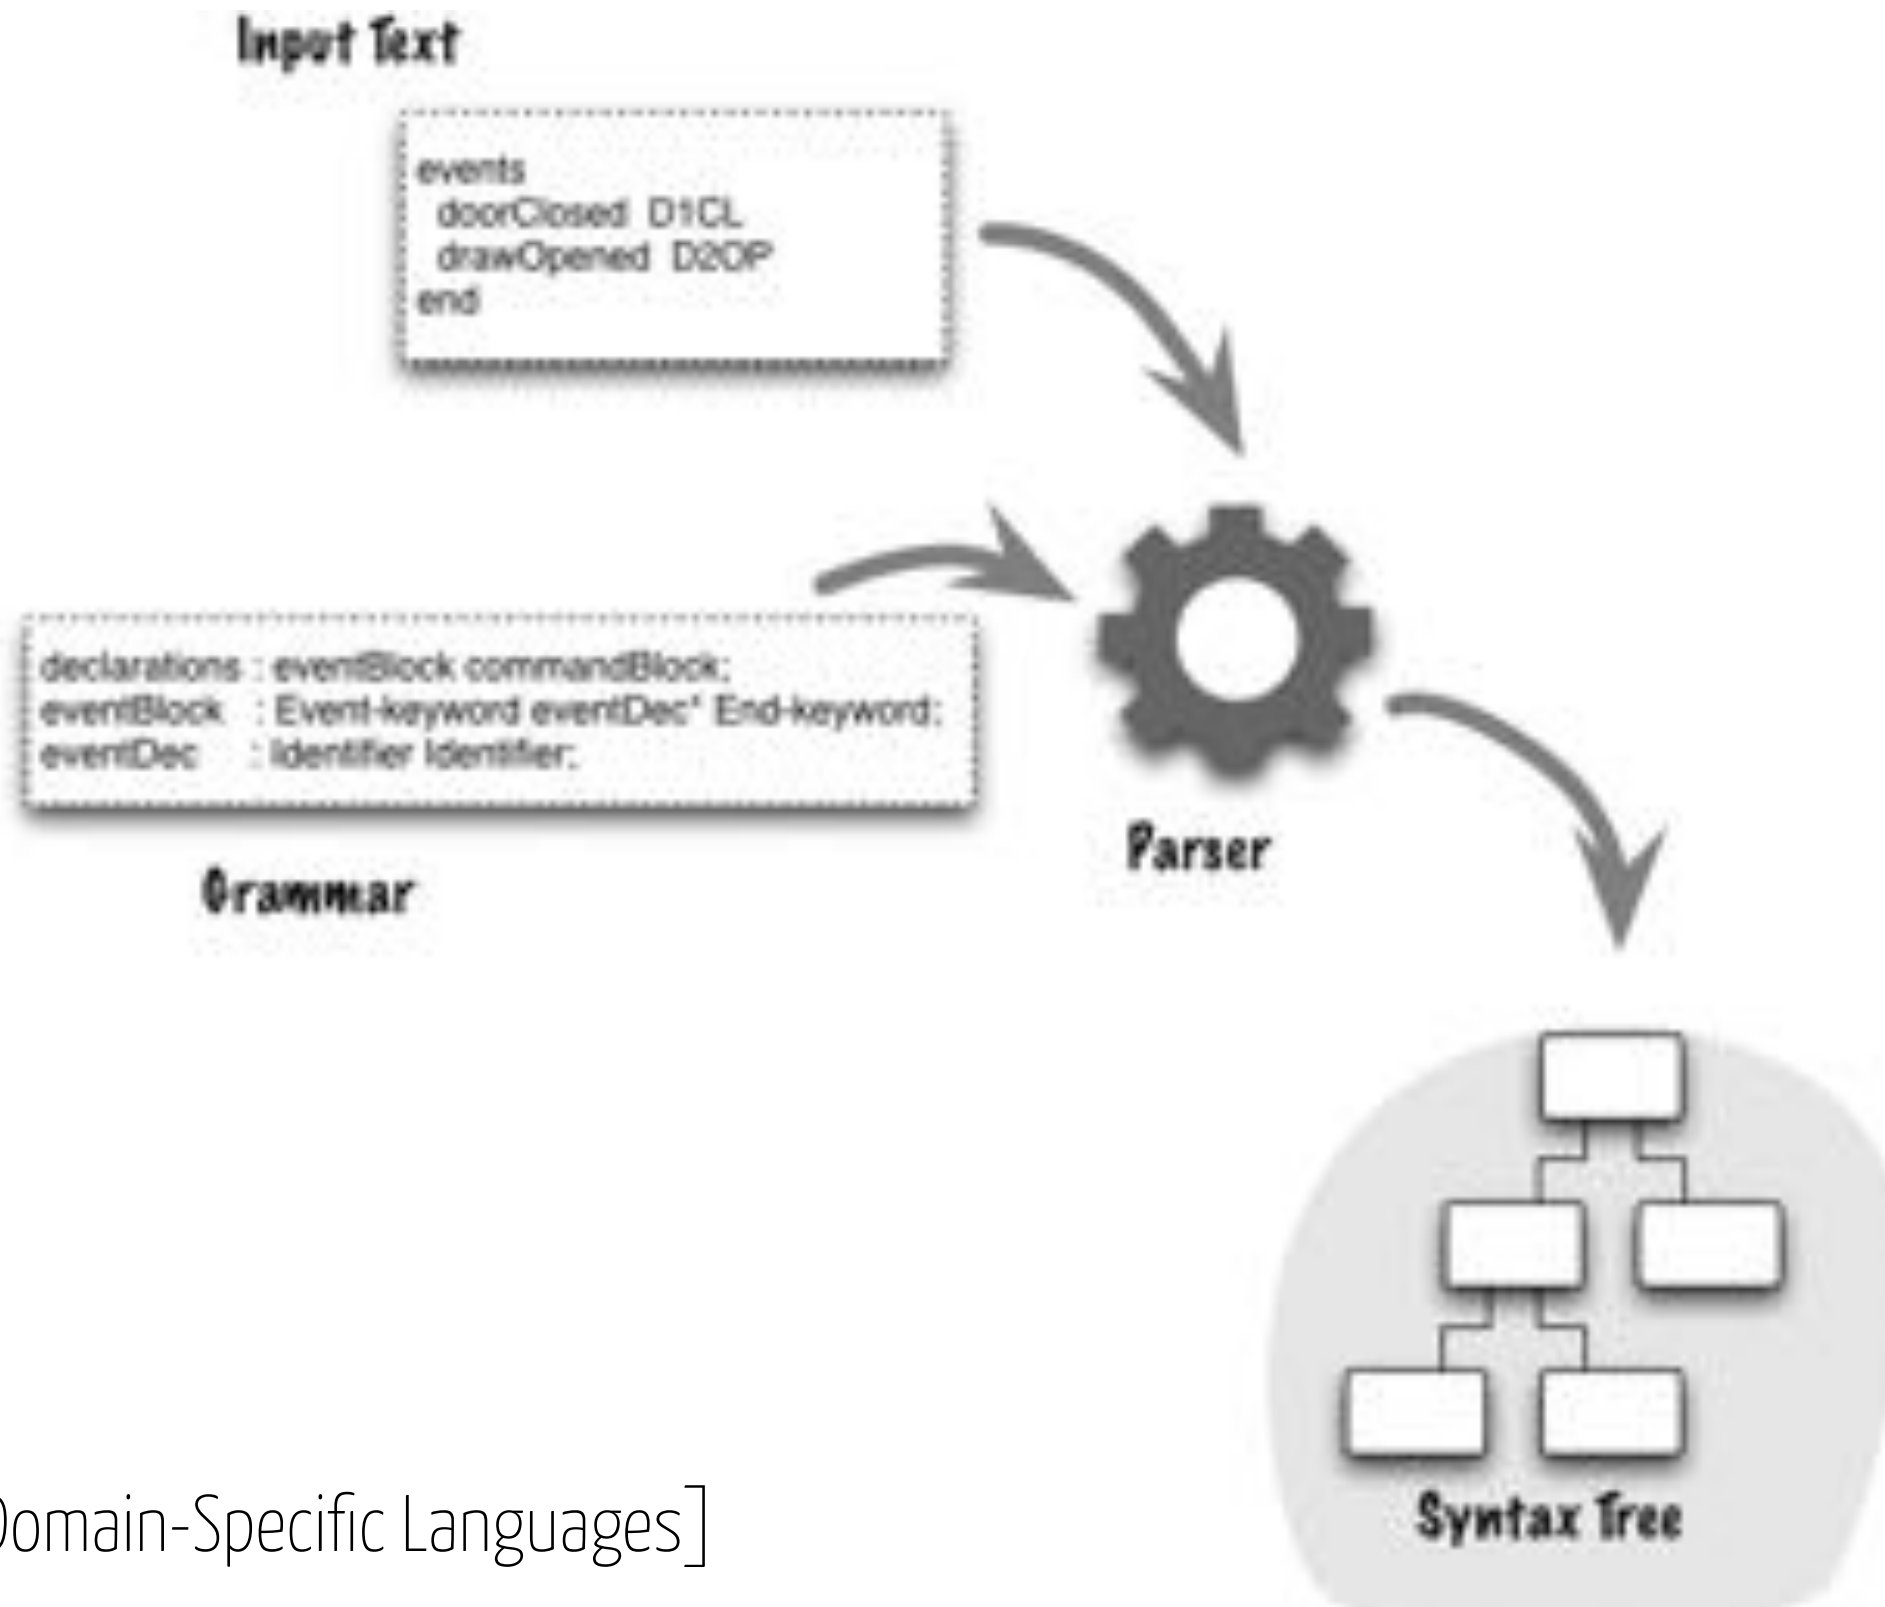 Input Text
events
doorClosed D1CL
drawOpened D2OP
end
declarations : eventBlock commandBlock;
eventBlock : Event-keyword eventDec* End-keyword;
eventDec : Identifier Identifier;
Grammar
Parser
Syntax Tree
Domain-Specific Languages]